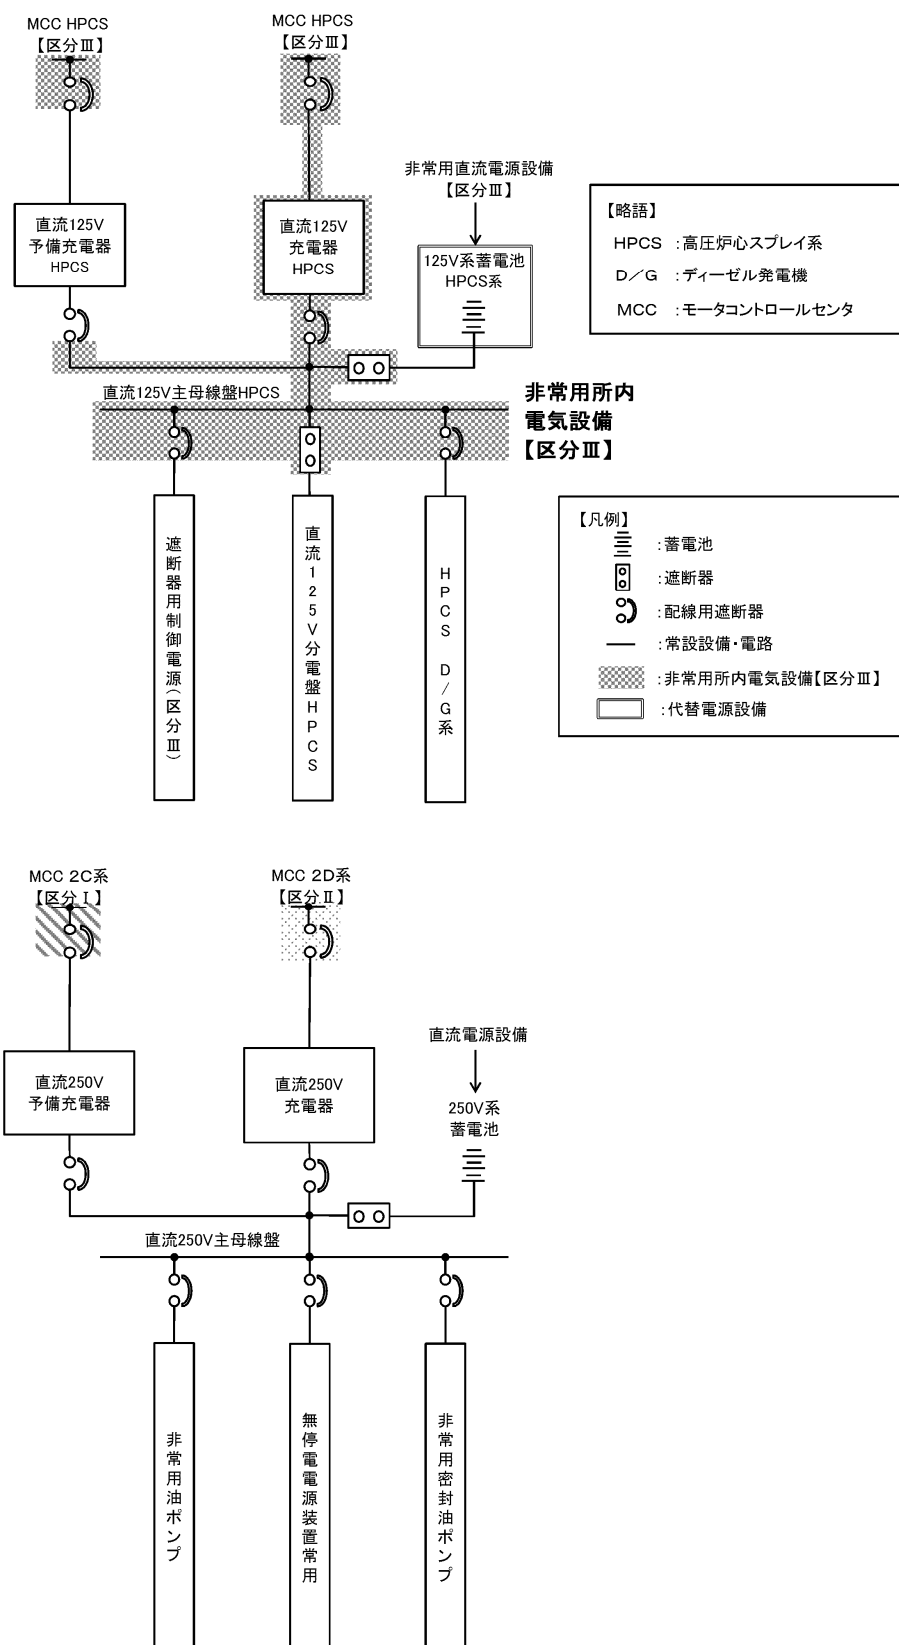 MCC HPCS
【区分Ⅲ】
MCC HPCS
【区分Ⅲ】
非常用直流電源設備
【区分Ⅲ】
直流125V
予備充電器
HPCS
直流125V
充電器
HPCS
125V系蓄電池
HPCS系
【略語】
HPCS :高圧炉心スプレイ系
D/G :ディーゼル発電機
MCC :モータコントロールセンタ
直流125V主母線盤HPCS
非常用所内
電気設備
【区分Ⅲ】
遮断器用制御電源(区分Ⅲ)
直流125V分電盤HPCS
HPCS D/G系
【凡例】
:蓄電池
:遮断器
:配線用遮断器
:常設設備・電路
:非常用所内電気設備【区分Ⅲ】
:代替電源設備
MCC 2C系
【区分Ⅰ】
MCC 2D系
【区分Ⅱ】
直流電源設備
直流250V
予備充電器
直流250V
充電器
250V系
蓄電池
直流250V主母線盤
非常用油ポンプ
無停電電源装置常用
非常用密封油ポンプ